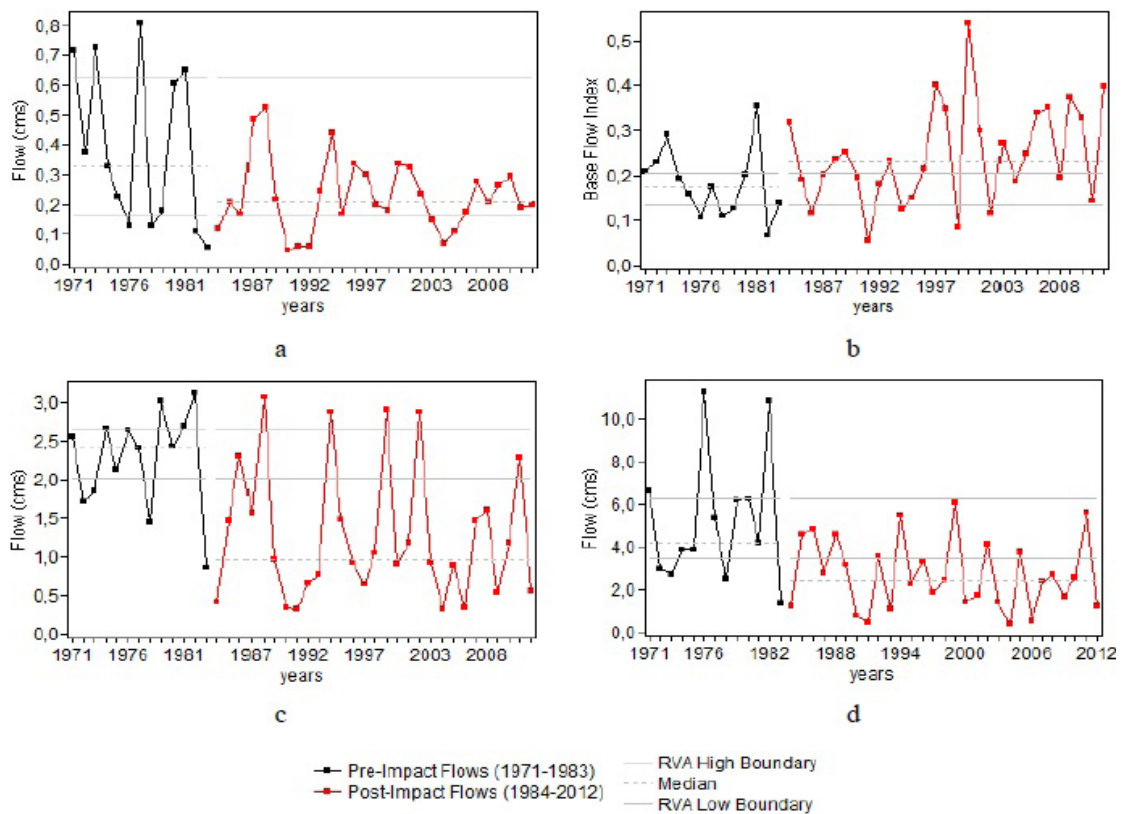 0,8
0,7
0,6
0,5
0,4
0,3
0,2
0,1
0,0
Flow (cms)
1971 1976 1981 1987 1992 1997 2003 2008
years
a
0,5
0,4
0,3
0,2
0,1
0,0
Base Flow Index
1971 1976 1981 1987 1992 1997 2003 2008
years
b
3,0
2,5
2,0
1,5
1,0
0,5
0,0
Flow (cms)
1971 1976 1981 1987 1992 1997 2003 2008
years
c
10,0
8,0
6,0
4,0
2,0
0,0
Flow (cms)
1971 1976 1982 1988 1994 2000 2006 2012
years
d
Pre-Impact Flows (1971-1983)
Post-Impact Flows (1984-2012)
RVA High Boundary
Median
RVA Low Boundary